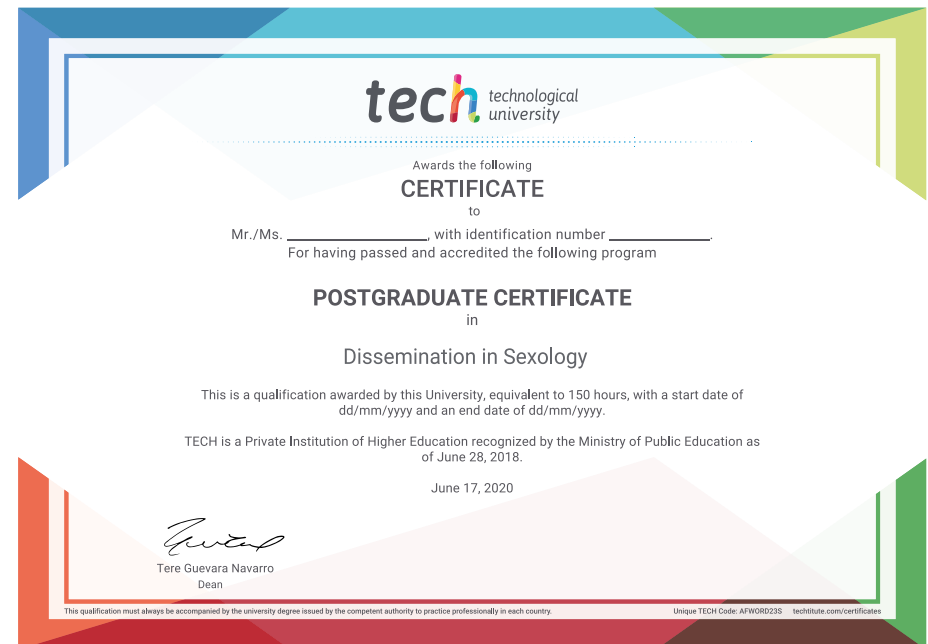 tech technological
university
Awards the following
CERTIFICATE
to
Mr./Ms. ____________________, with identification number ______________.
For having passed and accredited the following program
POSTGRADUATE CERTIFICATE
in
Dissemination in Sexology
This is a qualification awarded by this University, equivalent to 150 hours, with a start date of
dd/mm/yyyy and an end date of dd/mm/yyyy.
TECH is a Private Institution of Higher Education recognized by the Ministry of Public Education as
of June 28, 2018.
June 17, 2020
Tere Guevara Navarro
Dean
This qualification must always be accompanied by the university degree issued by the competent authority to practice professionally in each country. Unique TECH Code: AFWORD23S techtitute.com/certificates